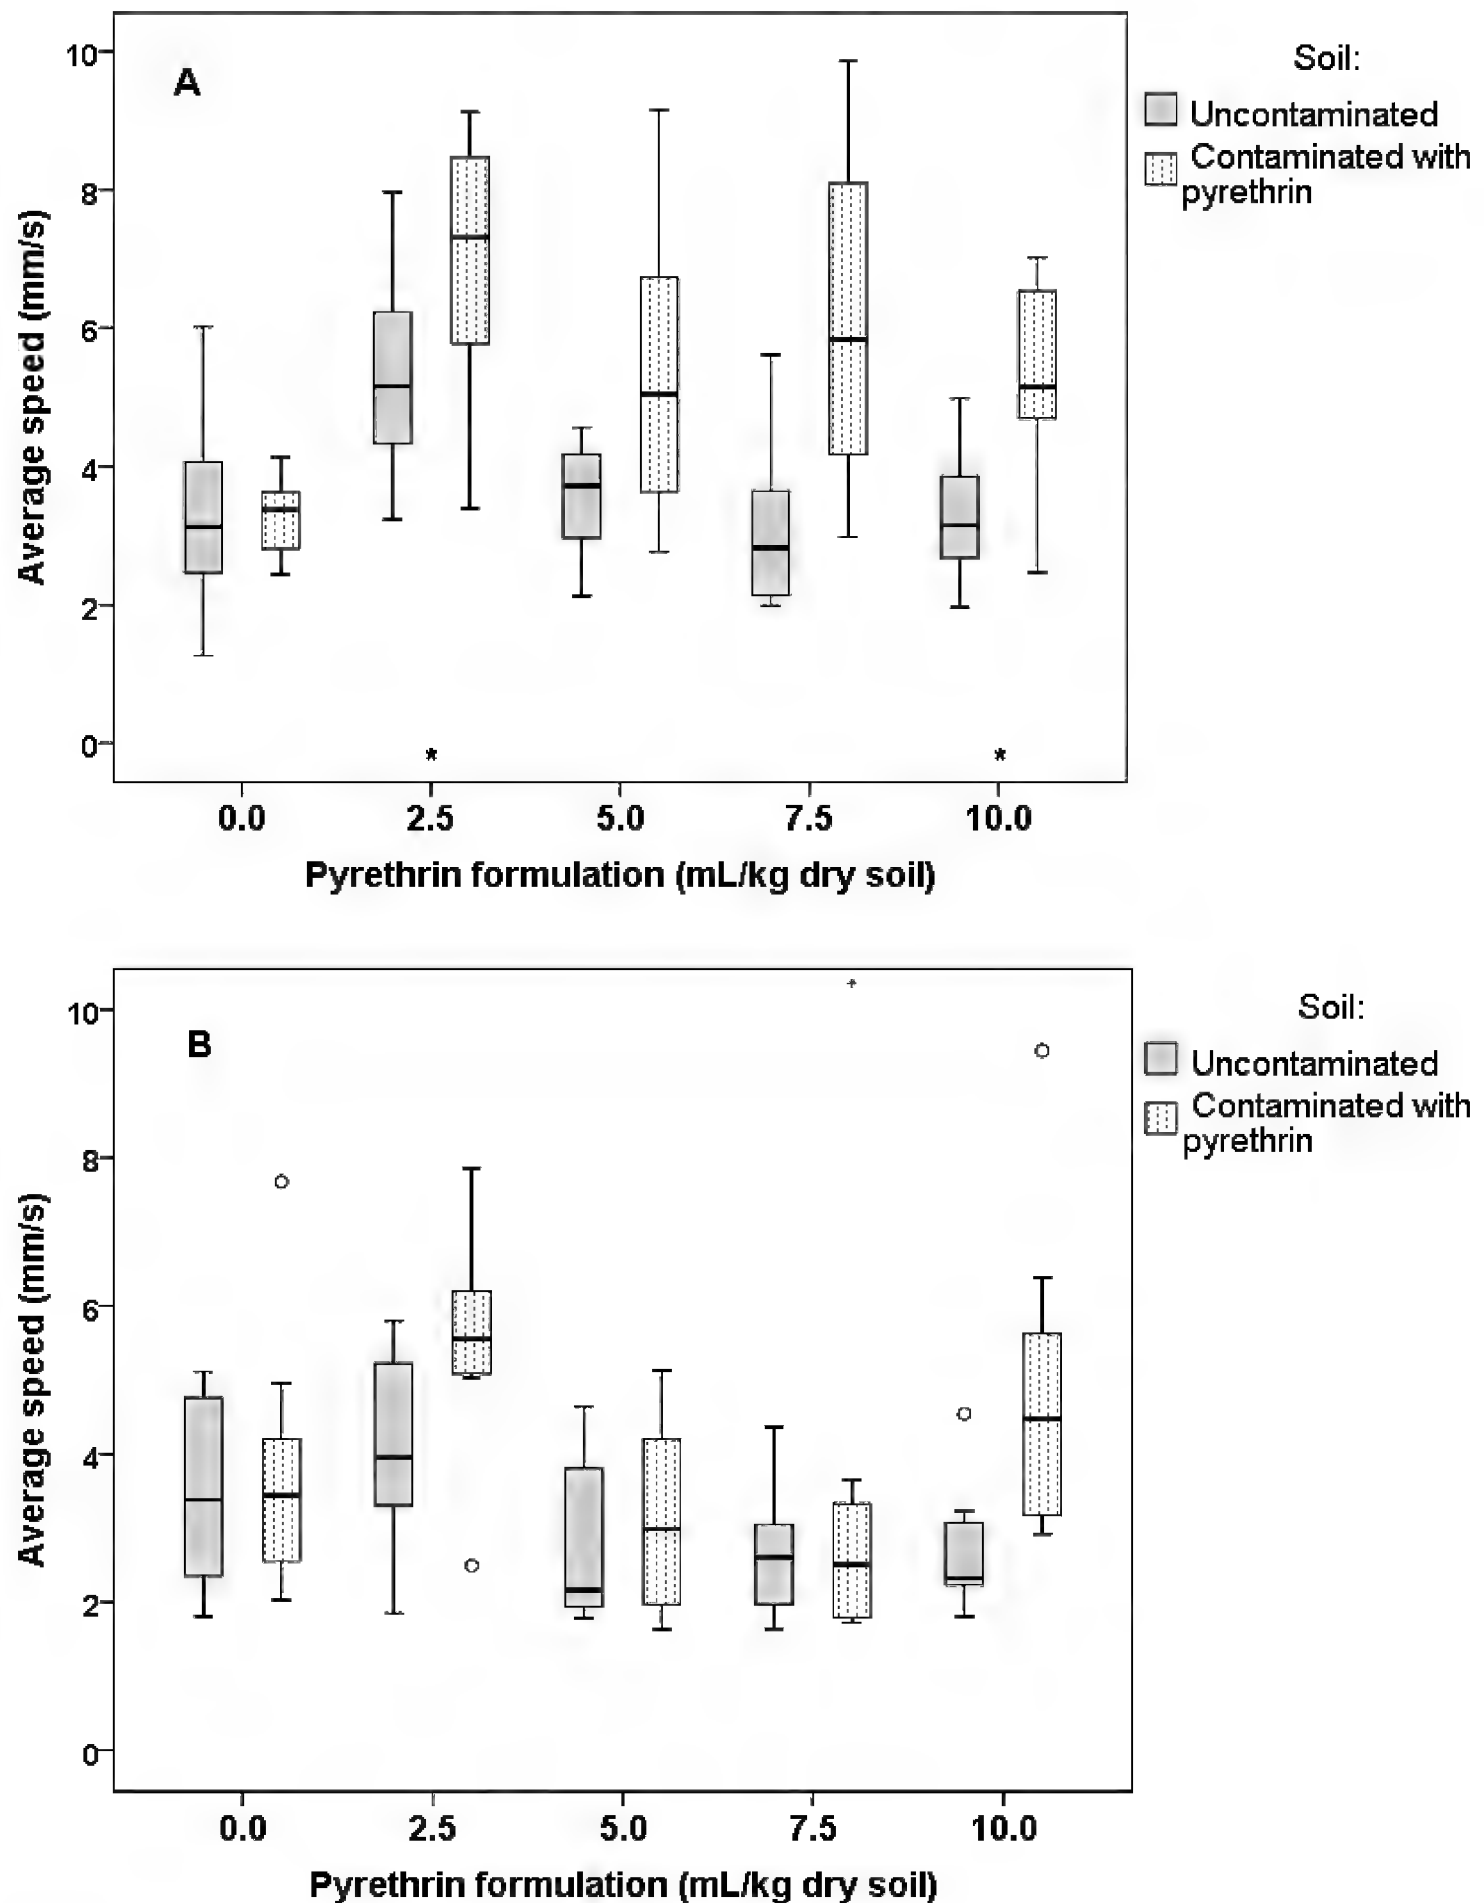 A
Soil:
Uncontaminated
Contaminated with
pyrethrin
Average speed (mm/s)
10
8
6
4
2
0
*
*
0.0 2.5 5.0 7.5 10.0
Pyrethrin formulation (mL/kg dry soil)
B
Soil:
Uncontaminated
Contaminated with
pyrethrin
Average speed (mm/s)
10
8
6
4
2
0
*
0.0 2.5 5.0 7.5 10.0
Pyrethrin formulation (mL/kg dry soil)